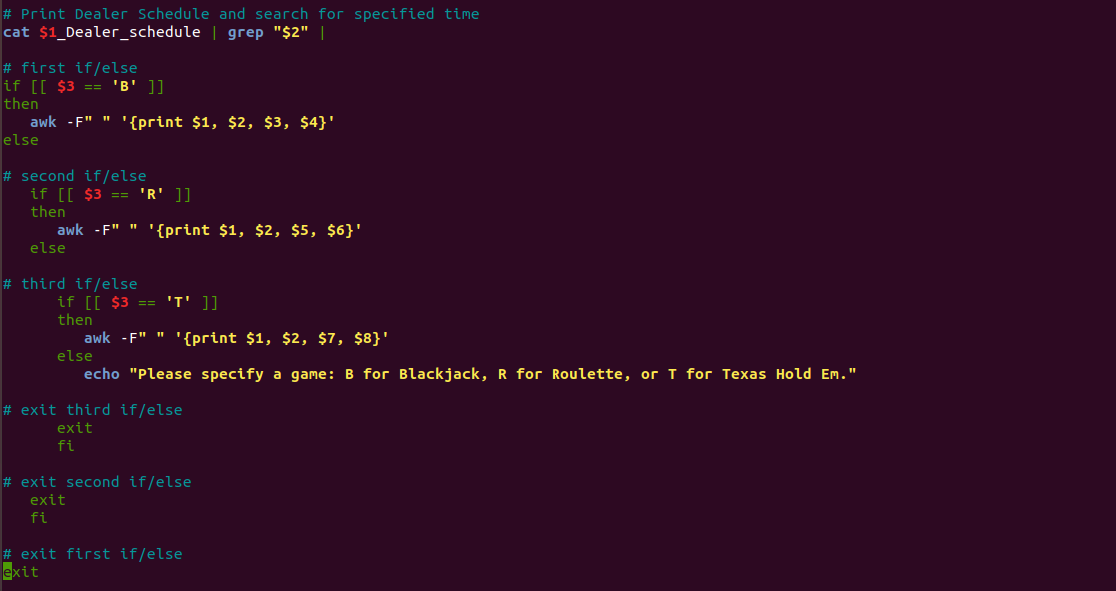 # Print Dealer Schedule and search for specified time
cat $1_Dealer_schedule | grep "$2" |
# first if/else
if [[ $3 == 'B' ]]
then
   awk -F" " '{print $1, $2, $3, $4}'
else
# second if/else
   if [[ $3 == 'R' ]]
   then
      awk -F" " '{print $1, $2, $5, $6}'
   else
# third if/else
      if [[ $3 == 'T' ]]
      then
         awk -F" " '{print $1, $2, $7, $8}'
      else
         echo "Please specify a game: B for Blackjack, R for Roulette, or T for Texas Hold Em."
# exit third if/else
      exit
      fi
# exit second if/else
   exit
   fi
# exit first if/else
exit